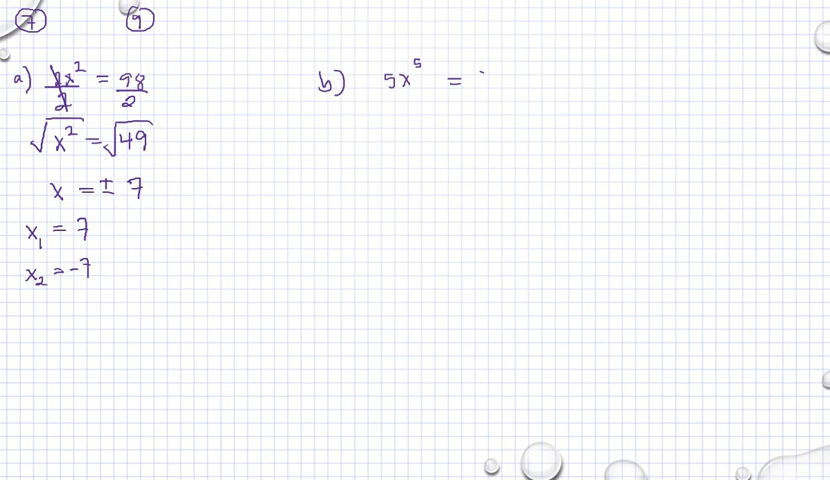 7 9
a) 2x² = 98
2 2
√x² = √49
x = ± 7
x₁ = 7
x₂ = -7
b) 5x⁵ =